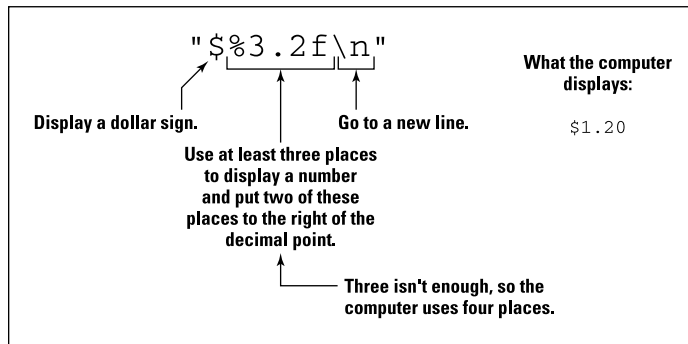 "$%3.2f\n"
What the computer
displays:
$1.20
Display a dollar sign.
Go to a new line.
Use at least three places
to display a number
and put two of these
places to the right of the
decimal point.
Three isn't enough, so the
computer uses four places.